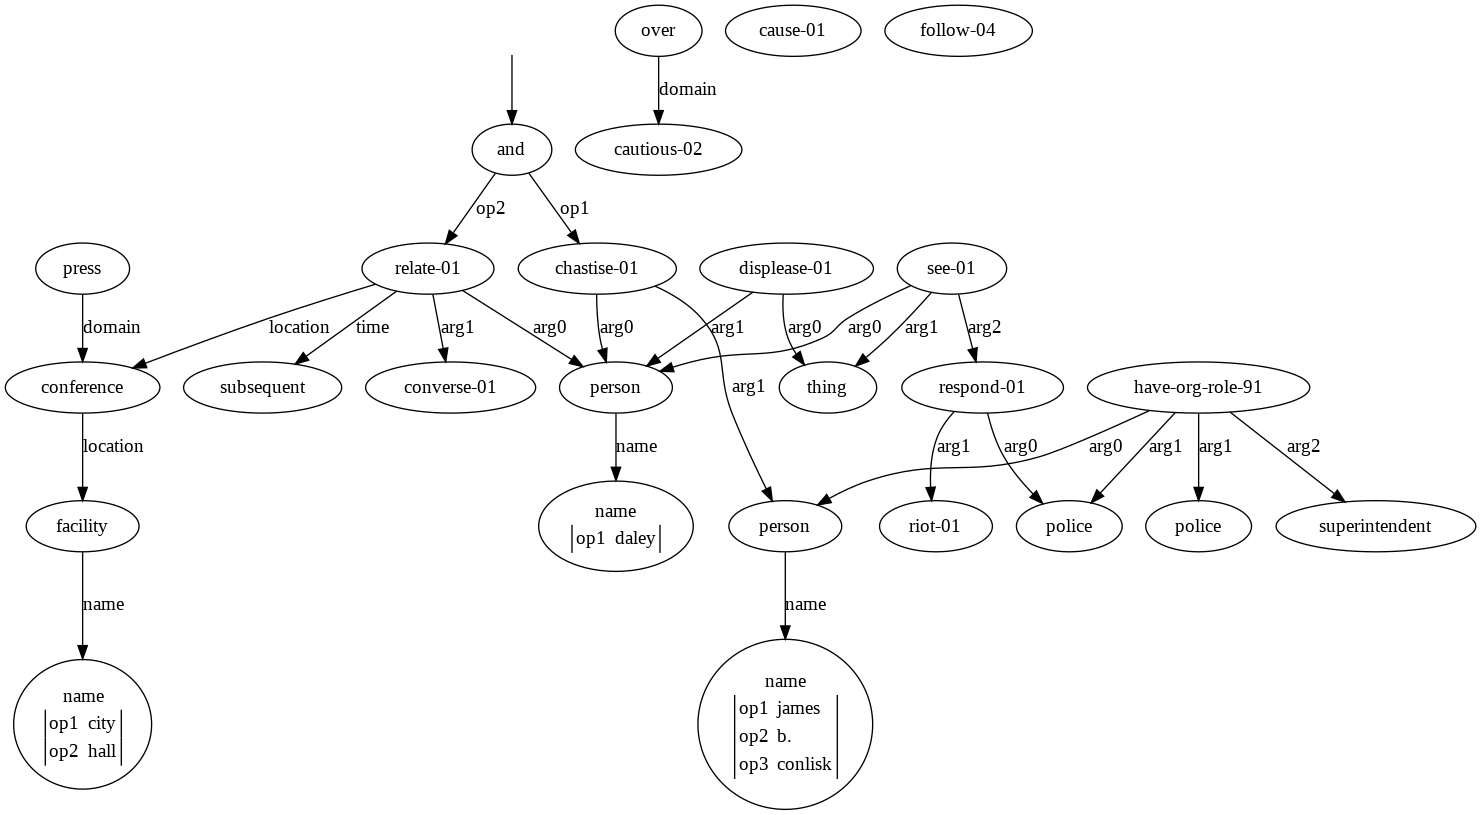 over
cause-01
follow-04
domain
and
cautious-02
op2
op1
press
relate-01
chastise-01
displease-01
see-01
domain
location
time
arg1
arg0
arg0
arg1
arg0
arg0
arg1
arg2
conference
subsequent
converse-01
person
arg1
thing
respond-01
have-org-role-91
location
name
arg1
arg0
arg0
arg1
arg1
arg2
facility
name
op1 daley
person
riot-01
police
police
superintendent
name
name
name
op1 city
op2 hall
name
op1 james
op2 b.
op3 conlisk